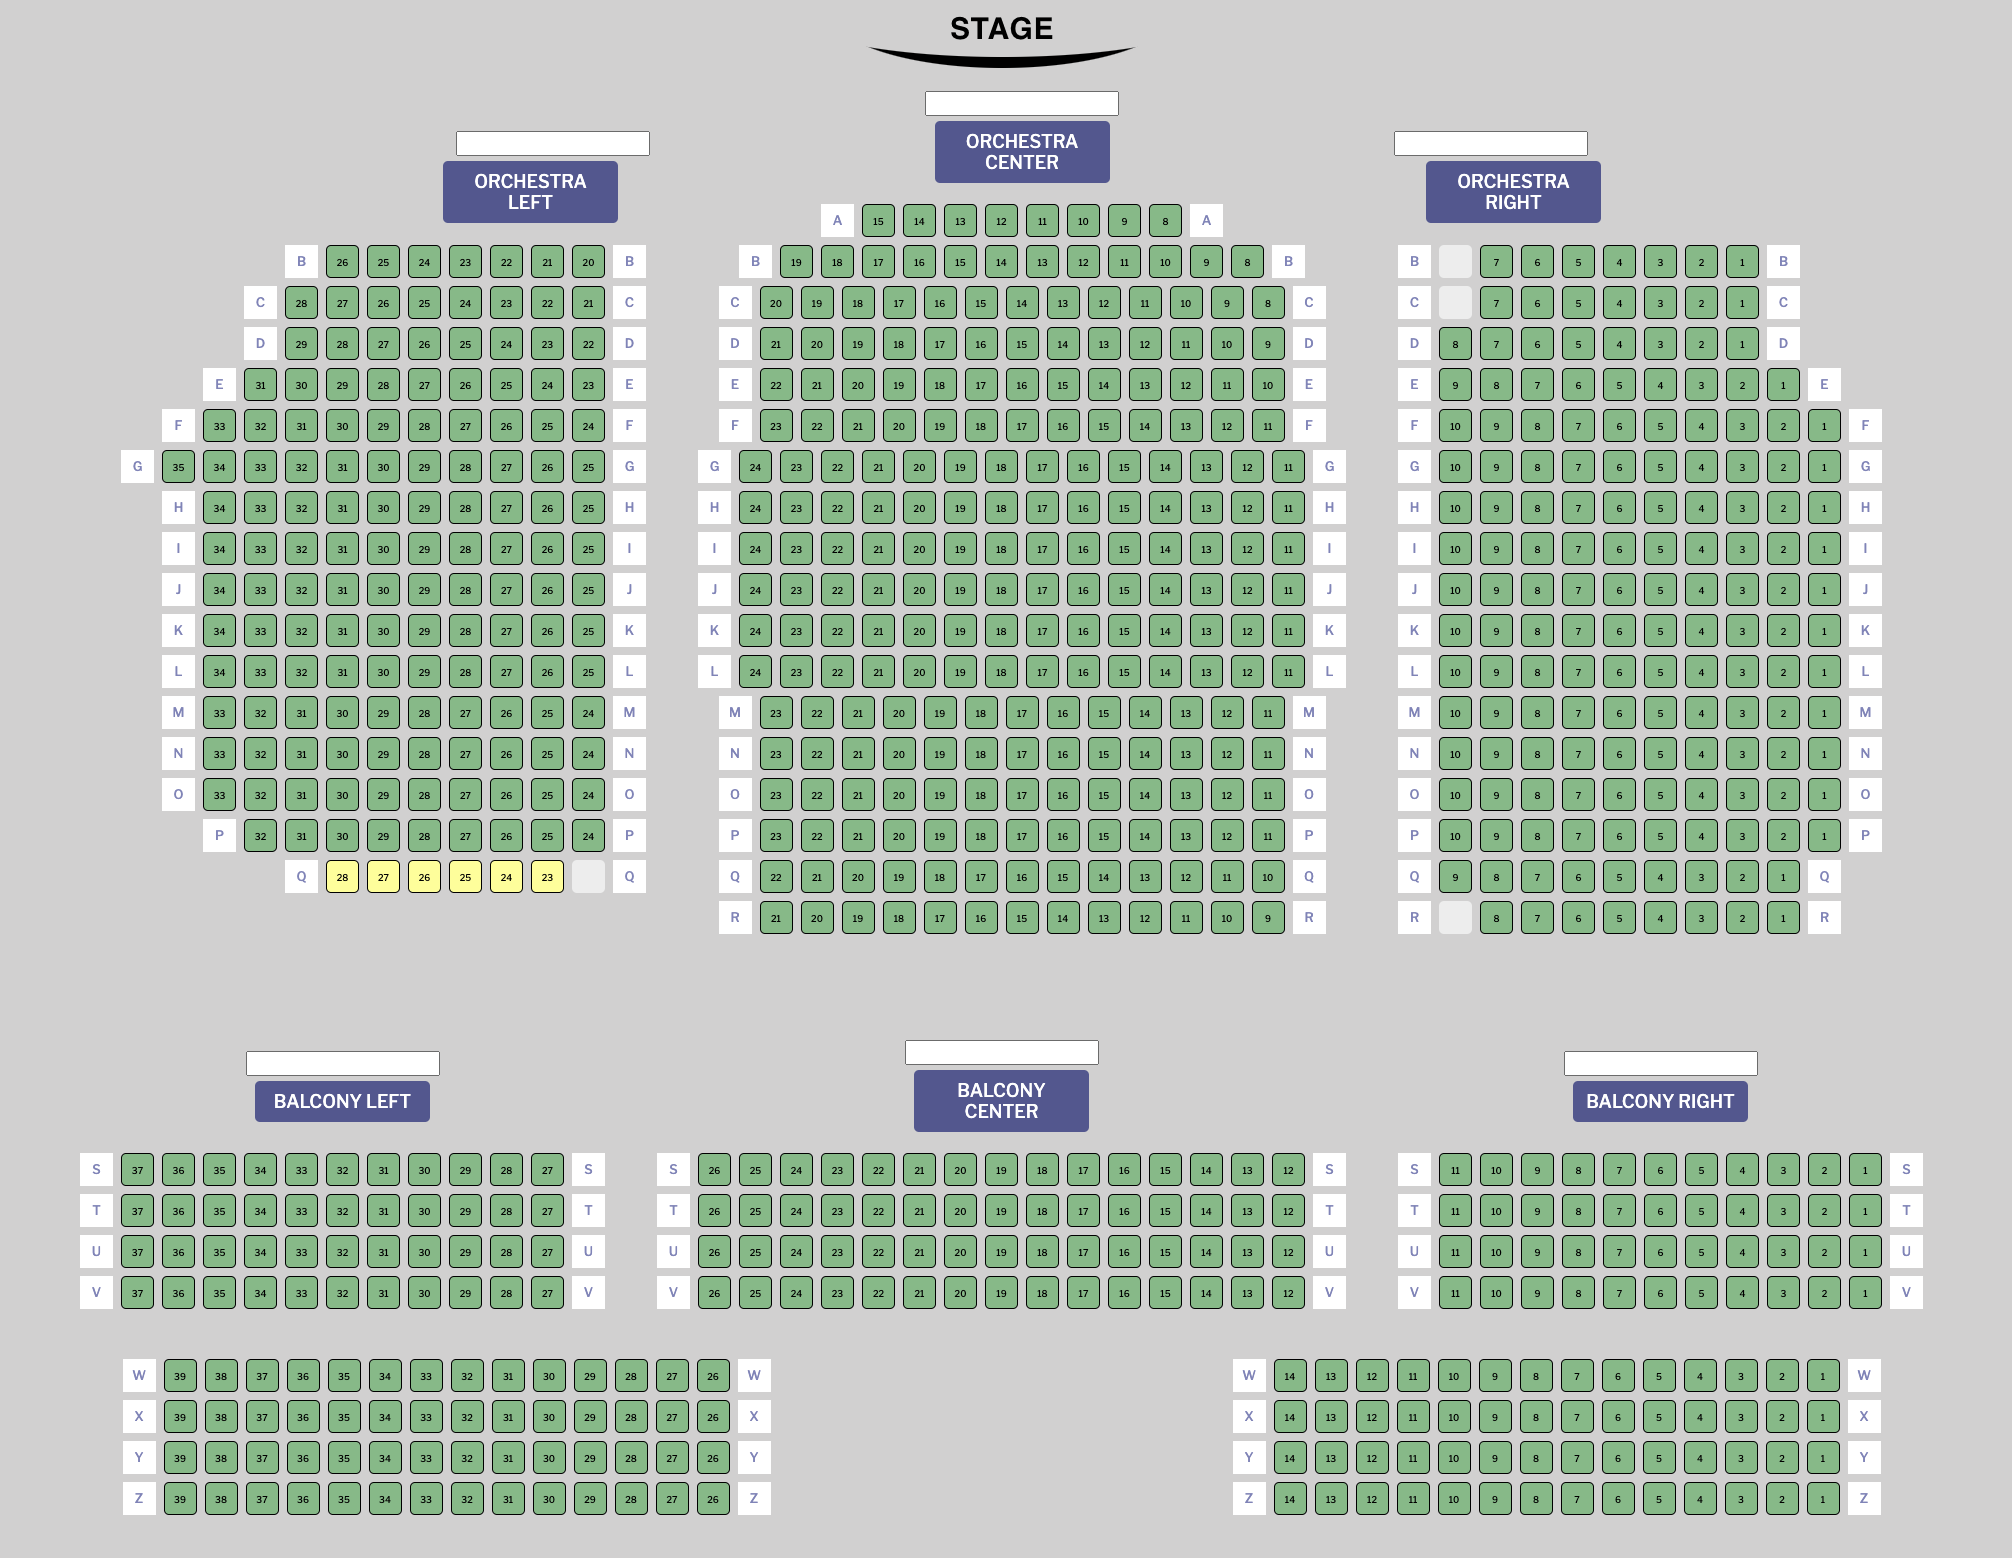 STAGE
ORCHESTRA
CENTER
ORCHESTRA
LEFT
ORCHESTRA
RIGHT
A 15 14 13 12 11 10 9 8 A
B 26 25 24 23 22 21 20 B B 19 18 17 16 15 14 13 12 11 10 9 8 B B 7 6 5 4 3 2 1 B
C 28 27 26 25 24 23 22 21 C C 20 19 18 17 16 15 14 13 12 11 10 9 8 C C 7 6 5 4 3 2 1 C
D 29 28 27 26 25 24 23 22 D D 21 20 19 18 17 16 15 14 13 12 11 10 9 D D 8 7 6 5 4 3 2 1 D
E 31 30 29 28 27 26 25 24 23 E E 22 21 20 19 18 17 16 15 14 13 12 11 10 E E 9 8 7 6 5 4 3 2 1 E
F 33 32 31 30 29 28 27 26 25 24 F F 23 22 21 20 19 18 17 16 15 14 13 12 11 F F 10 9 8 7 6 5 4 3 2 1 F
G 35 34 33 32 31 30 29 28 27 26 25 G G 24 23 22 21 20 19 18 17 16 15 14 13 12 11 G G 10 9 8 7 6 5 4 3 2 1 G
H 34 33 32 31 30 29 28 27 26 25 H H 24 23 22 21 20 19 18 17 16 15 14 13 12 11 H H 10 9 8 7 6 5 4 3 2 1 H
I 34 33 32 31 30 29 28 27 26 25 I I 24 23 22 21 20 19 18 17 16 15 14 13 12 11 I I 10 9 8 7 6 5 4 3 2 1 I
J 34 33 32 31 30 29 28 27 26 25 J J 24 23 22 21 20 19 18 17 16 15 14 13 12 11 J J 10 9 8 7 6 5 4 3 2 1 J
K 34 33 32 31 30 29 28 27 26 25 K K 24 23 22 21 20 19 18 17 16 15 14 13 12 11 K K 10 9 8 7 6 5 4 3 2 1 K
L 34 33 32 31 30 29 28 27 26 25 L L 24 23 22 21 20 19 18 17 16 15 14 13 12 11 L L 10 9 8 7 6 5 4 3 2 1 L
M 33 32 31 30 29 28 27 26 25 24 M M 23 22 21 20 19 18 17 16 15 14 13 12 11 M M 10 9 8 7 6 5 4 3 2 1 M
N 33 32 31 30 29 28 27 26 25 24 N N 23 22 21 20 19 18 17 16 15 14 13 12 11 N N 10 9 8 7 6 5 4 3 2 1 N
O 33 32 31 30 29 28 27 26 25 24 O O 23 22 21 20 19 18 17 16 15 14 13 12 11 O O 10 9 8 7 6 5 4 3 2 1 O
P 32 31 30 29 28 27 26 25 24 P P 23 22 21 20 19 18 17 16 15 14 13 12 11 P P 10 9 8 7 6 5 4 3 2 1 P
Q 28 27 26 25 24 23 Q Q 22 21 20 19 18 17 16 15 14 13 12 11 10 Q Q 9 8 7 6 5 4 3 2 1 Q
R 21 20 19 18 17 16 15 14 13 12 11 10 9 R R 8 7 6 5 4 3 2 1 R
BALCONY LEFT
BALCONY
CENTER
BALCONY RIGHT
S 37 36 35 34 33 32 31 30 29 28 27 S S 26 25 24 23 22 21 20 19 18 17 16 15 14 13 12 S S 11 10 9 8 7 6 5 4 3 2 1 S
T 37 36 35 34 33 32 31 30 29 28 27 T T 26 25 24 23 22 21 20 19 18 17 16 15 14 13 12 T T 11 10 9 8 7 6 5 4 3 2 1 T
U 37 36 35 34 33 32 31 30 29 28 27 U U 26 25 24 23 22 21 20 19 18 17 16 15 14 13 12 U U 11 10 9 8 7 6 5 4 3 2 1 U
V 37 36 35 34 33 32 31 30 29 28 27 V V 26 25 24 23 22 21 20 19 18 17 16 15 14 13 12 V V 11 10 9 8 7 6 5 4 3 2 1 V
W 39 38 37 36 35 34 33 32 31 30 29 28 27 26 W W 14 13 12 11 10 9 8 7 6 5 4 3 2 1 W
X 39 38 37 36 35 34 33 32 31 30 29 28 27 26 X X 14 13 12 11 10 9 8 7 6 5 4 3 2 1 X
Y 39 38 37 36 35 34 33 32 31 30 29 28 27 26 Y Y 14 13 12 11 10 9 8 7 6 5 4 3 2 1 Y
Z 39 38 37 36 35 34 33 32 31 30 29 28 27 26 Z Z 14 13 12 11 10 9 8 7 6 5 4 3 2 1 Z